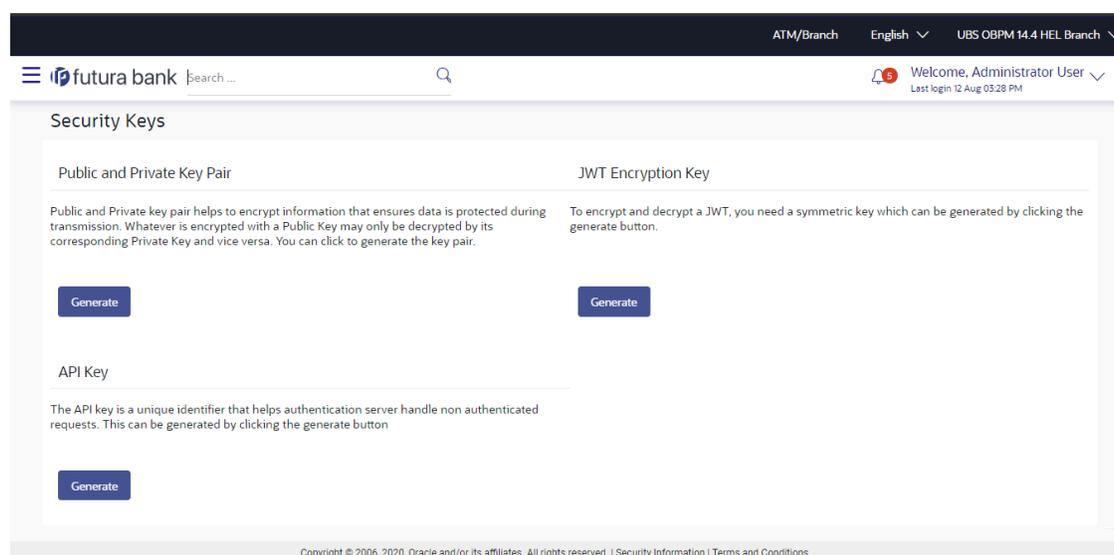 ATM/Branch English UBS OBPM 14.4 HEL Branch
futura bank Search ... 5 Welcome, Administrator User
Last login 12 Aug 03:28 PM
Security Keys
Public and Private Key Pair
Public and Private key pair helps to encrypt information that ensures data is protected during
transmission. Whatever is encrypted with a Public Key may only be decrypted by its
corresponding Private Key and vice versa. You can click to generate the key pair.
Generate
JWT Encryption Key
To encrypt and decrypt a JWT, you need a symmetric key which can be generated by clicking the
generate button.
Generate
API Key
The API key is a unique identifier that helps authentication server handle non authenticated
requests. This can be generated by clicking the generate button
Generate
Copyright © 2006, 2020, Oracle and/or its affiliates. All rights reserved. | Security Information | Terms and Conditions